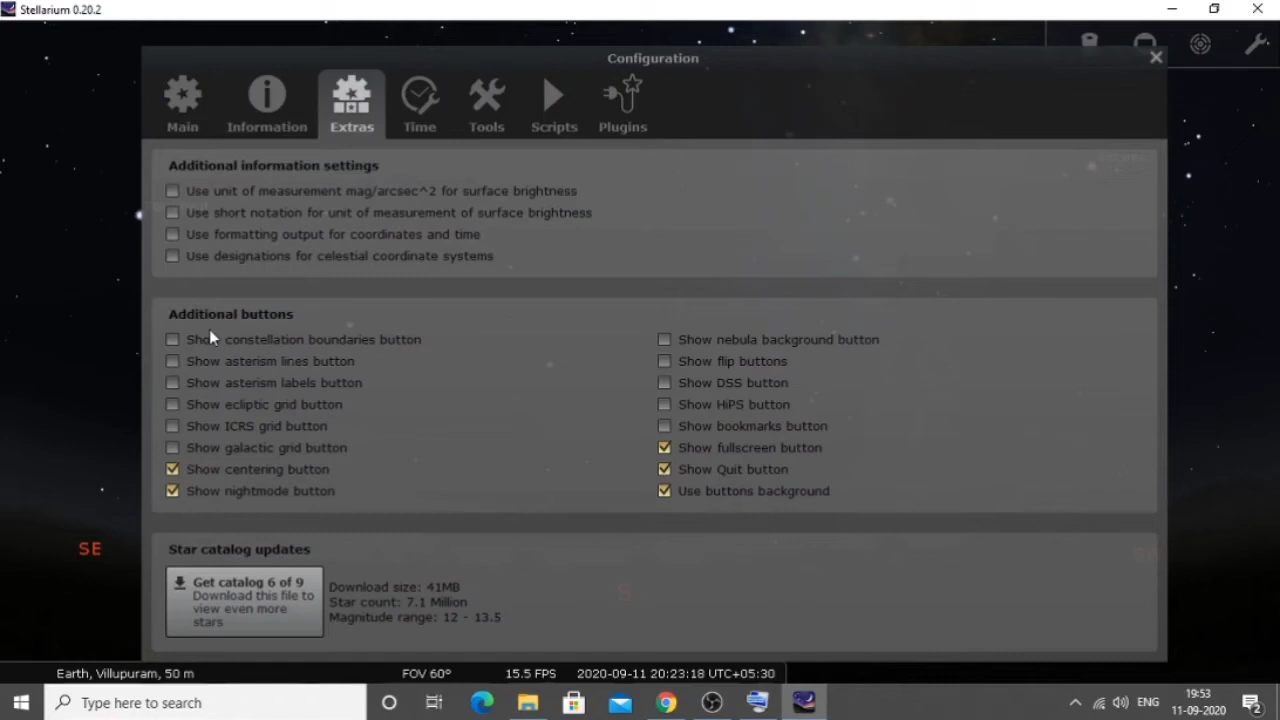 Stellarium 0.20.2
Configuration
Main
Information
Extras
Time
Tools
Scripts
Plugins
Additional information settings
Use unit of measurement mag/arcsec^2 for surface brightness
Use short notation for unit of measurement of surface brightness
Use formatting output for coordinates and time
Use designations for celestial coordinate systems
Additional buttons
Show constellation boundaries button
Show asterism lines button
Show asterism labels button
Show ecliptic grid button
Show ICRS grid button
Show galactic grid button
Show centering button
Show nightmode button
Show nebula background button
Show flip buttons
Show DSS button
Show HiPS button
Show bookmarks button
Show fullscreen button
Show Quit button
Use buttons background
SE
S
Star catalog updates
Get catalog 6 of 9
Download this file to
view even more
stars
Download size: 41MB
Star count: 7.1 Million
Magnitude range: 12 - 13.5
Earth, Villupuram, 50 m
FOV 60°
15.5 FPS
2020-09-11 20:23:18 UTC+05:30
Type here to search
ENG
19:53
11-09-2020
2